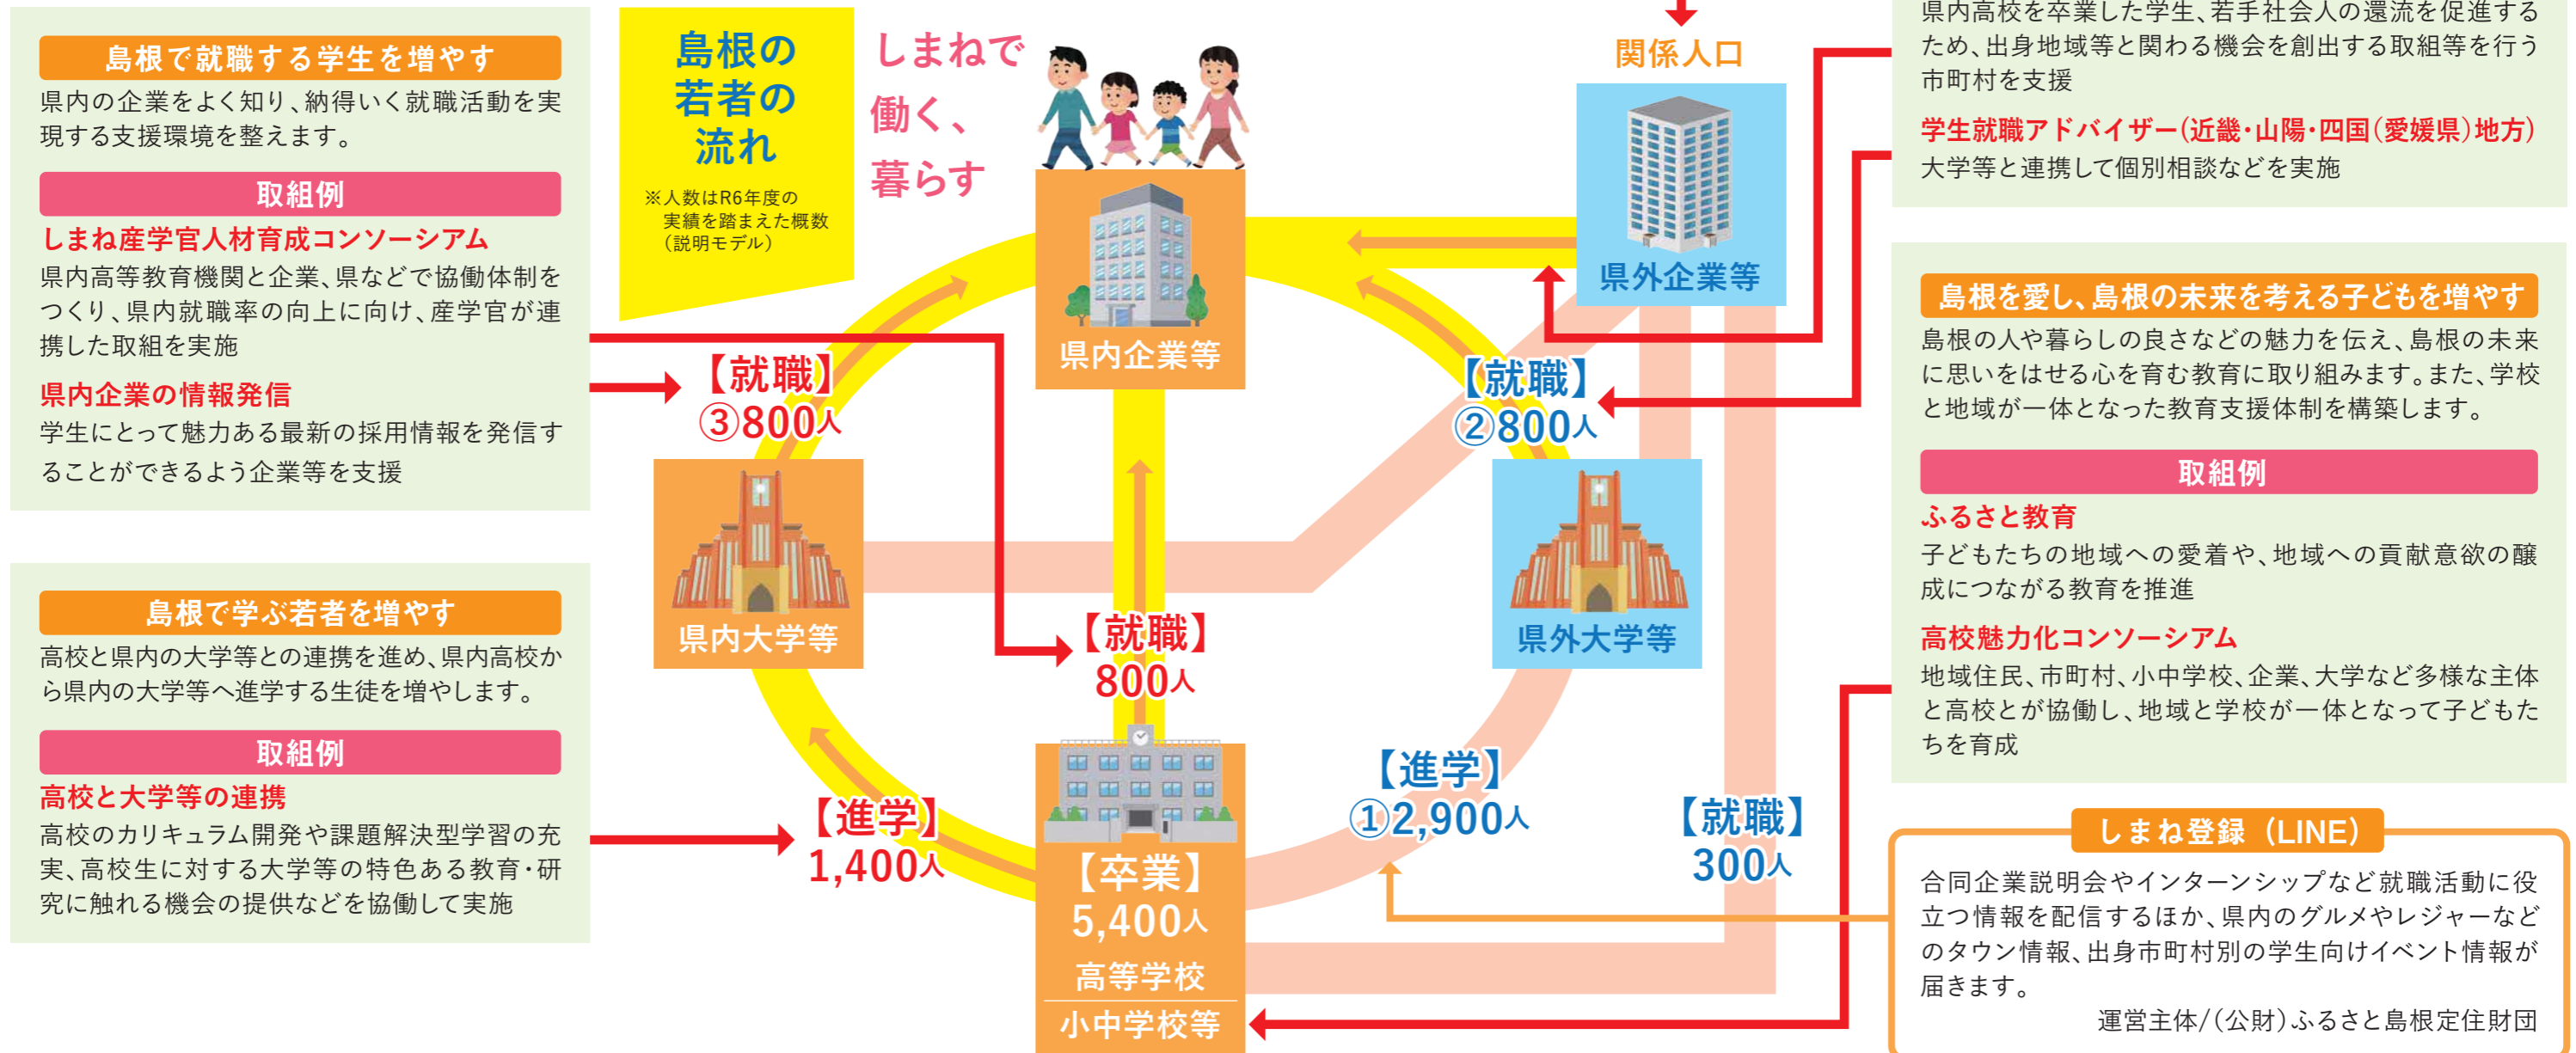 島根で就職する学生を増やす
県内の企業をよく知り、納得いく就職活動を実
現する支援環境を整えます。
取組例
しまね産学官人材育成コンソーシアム
県内高等教育機関と企業、県などで協働体制を
つくり、県内就職率の向上に向け、産学官が連
携した取組を実施
県内企業の情報発信
学生にとって魅力ある最新の採用情報を発信す
ることができるよう企業等を支援
島根で学ぶ若者を増やす
高校と県内の大学等との連携を進め、県内高校か
ら県内の大学等へ進学する生徒を増やします。
取組例
高校と大学等の連携
高校のカリキュラム開発や課題解決型学習の充
実、高校生に対する大学等の特色ある教育・研
究に触れる機会の提供などを協働して実施
島根の
若者の
流れ
※人数はR6年度の
実績を踏まえた概数
（説明モデル）
しまねで
働く、
暮らす
関係人口
県内企業等
県外企業等
【就職】
③800人
【就職】
②800人
県内大学等
県外大学等
【就職】
800人
【進学】
1,400人
【進学】
①2,900人
【就職】
300人
【卒業】
5,400人
高等学校
小中学校等
県内高校を卒業した学生、若手社会人の還流を促進する
ため、出身地域等と関わる機会を創出する取組等を行う
市町村を支援
学生就職アドバイザー(近畿・山陽・四国(愛媛県)地方)
大学等と連携して個別相談などを実施
島根を愛し、島根の未来を考える子どもを増やす
島根の人や暮らしの良さなどの魅力を伝え、島根の未来
に思いをはせる心を育む教育に取り組みます。また、学校
と地域が一体となった教育支援体制を構築します。
取組例
ふるさと教育
子どもたちの地域への愛着や、地域への貢献意欲の醸
成につながる教育を推進
高校魅力化コンソーシアム
地域住民、市町村、小中学校、企業、大学など多様な主体
と高校とが協働し、地域と学校が一体となって子どもた
ちを育成
しまね登録（LINE）
合同企業説明会やインターンシップなど就職活動に役
立つ情報を配信するほか、県内のグルメやレジャーなど
のタウン情報、出身市町村別の学生向けイベント情報が
届きます。
運営主体/(公財)ふるさと島根定住財団